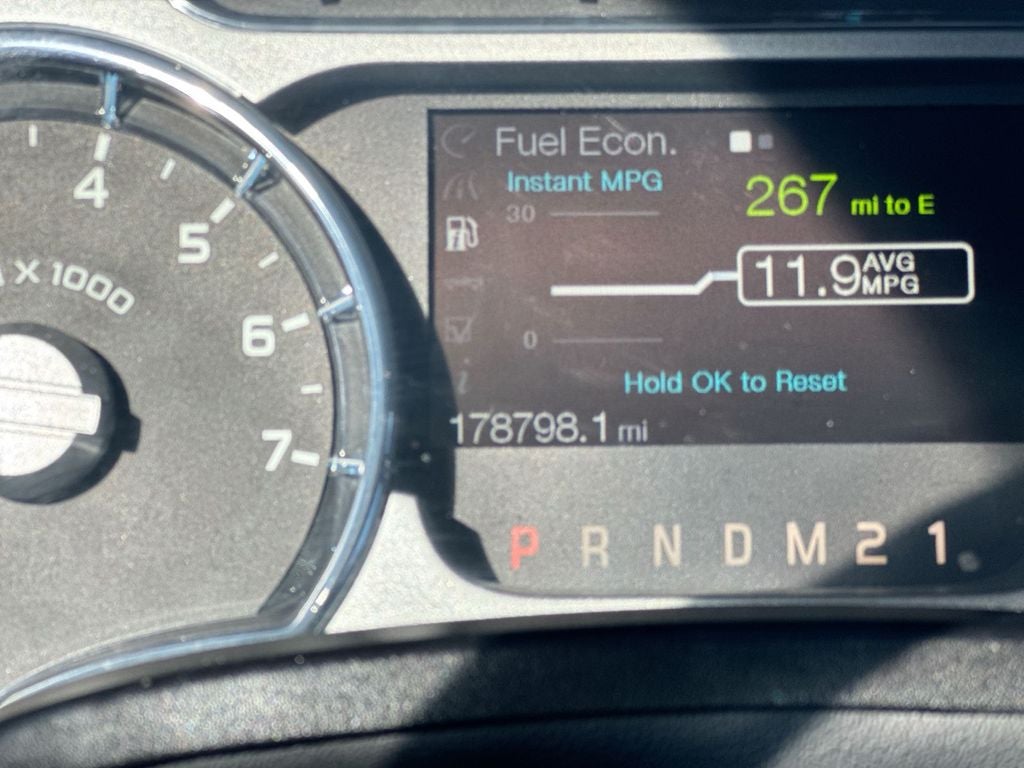 4
5
X 1000
6
7
Fuel Econ.
Instant MPG
30
267 mi to E
11.9 AVG MPG
0
Hold OK to Reset
178798.1 mi
P R N D M 2 1